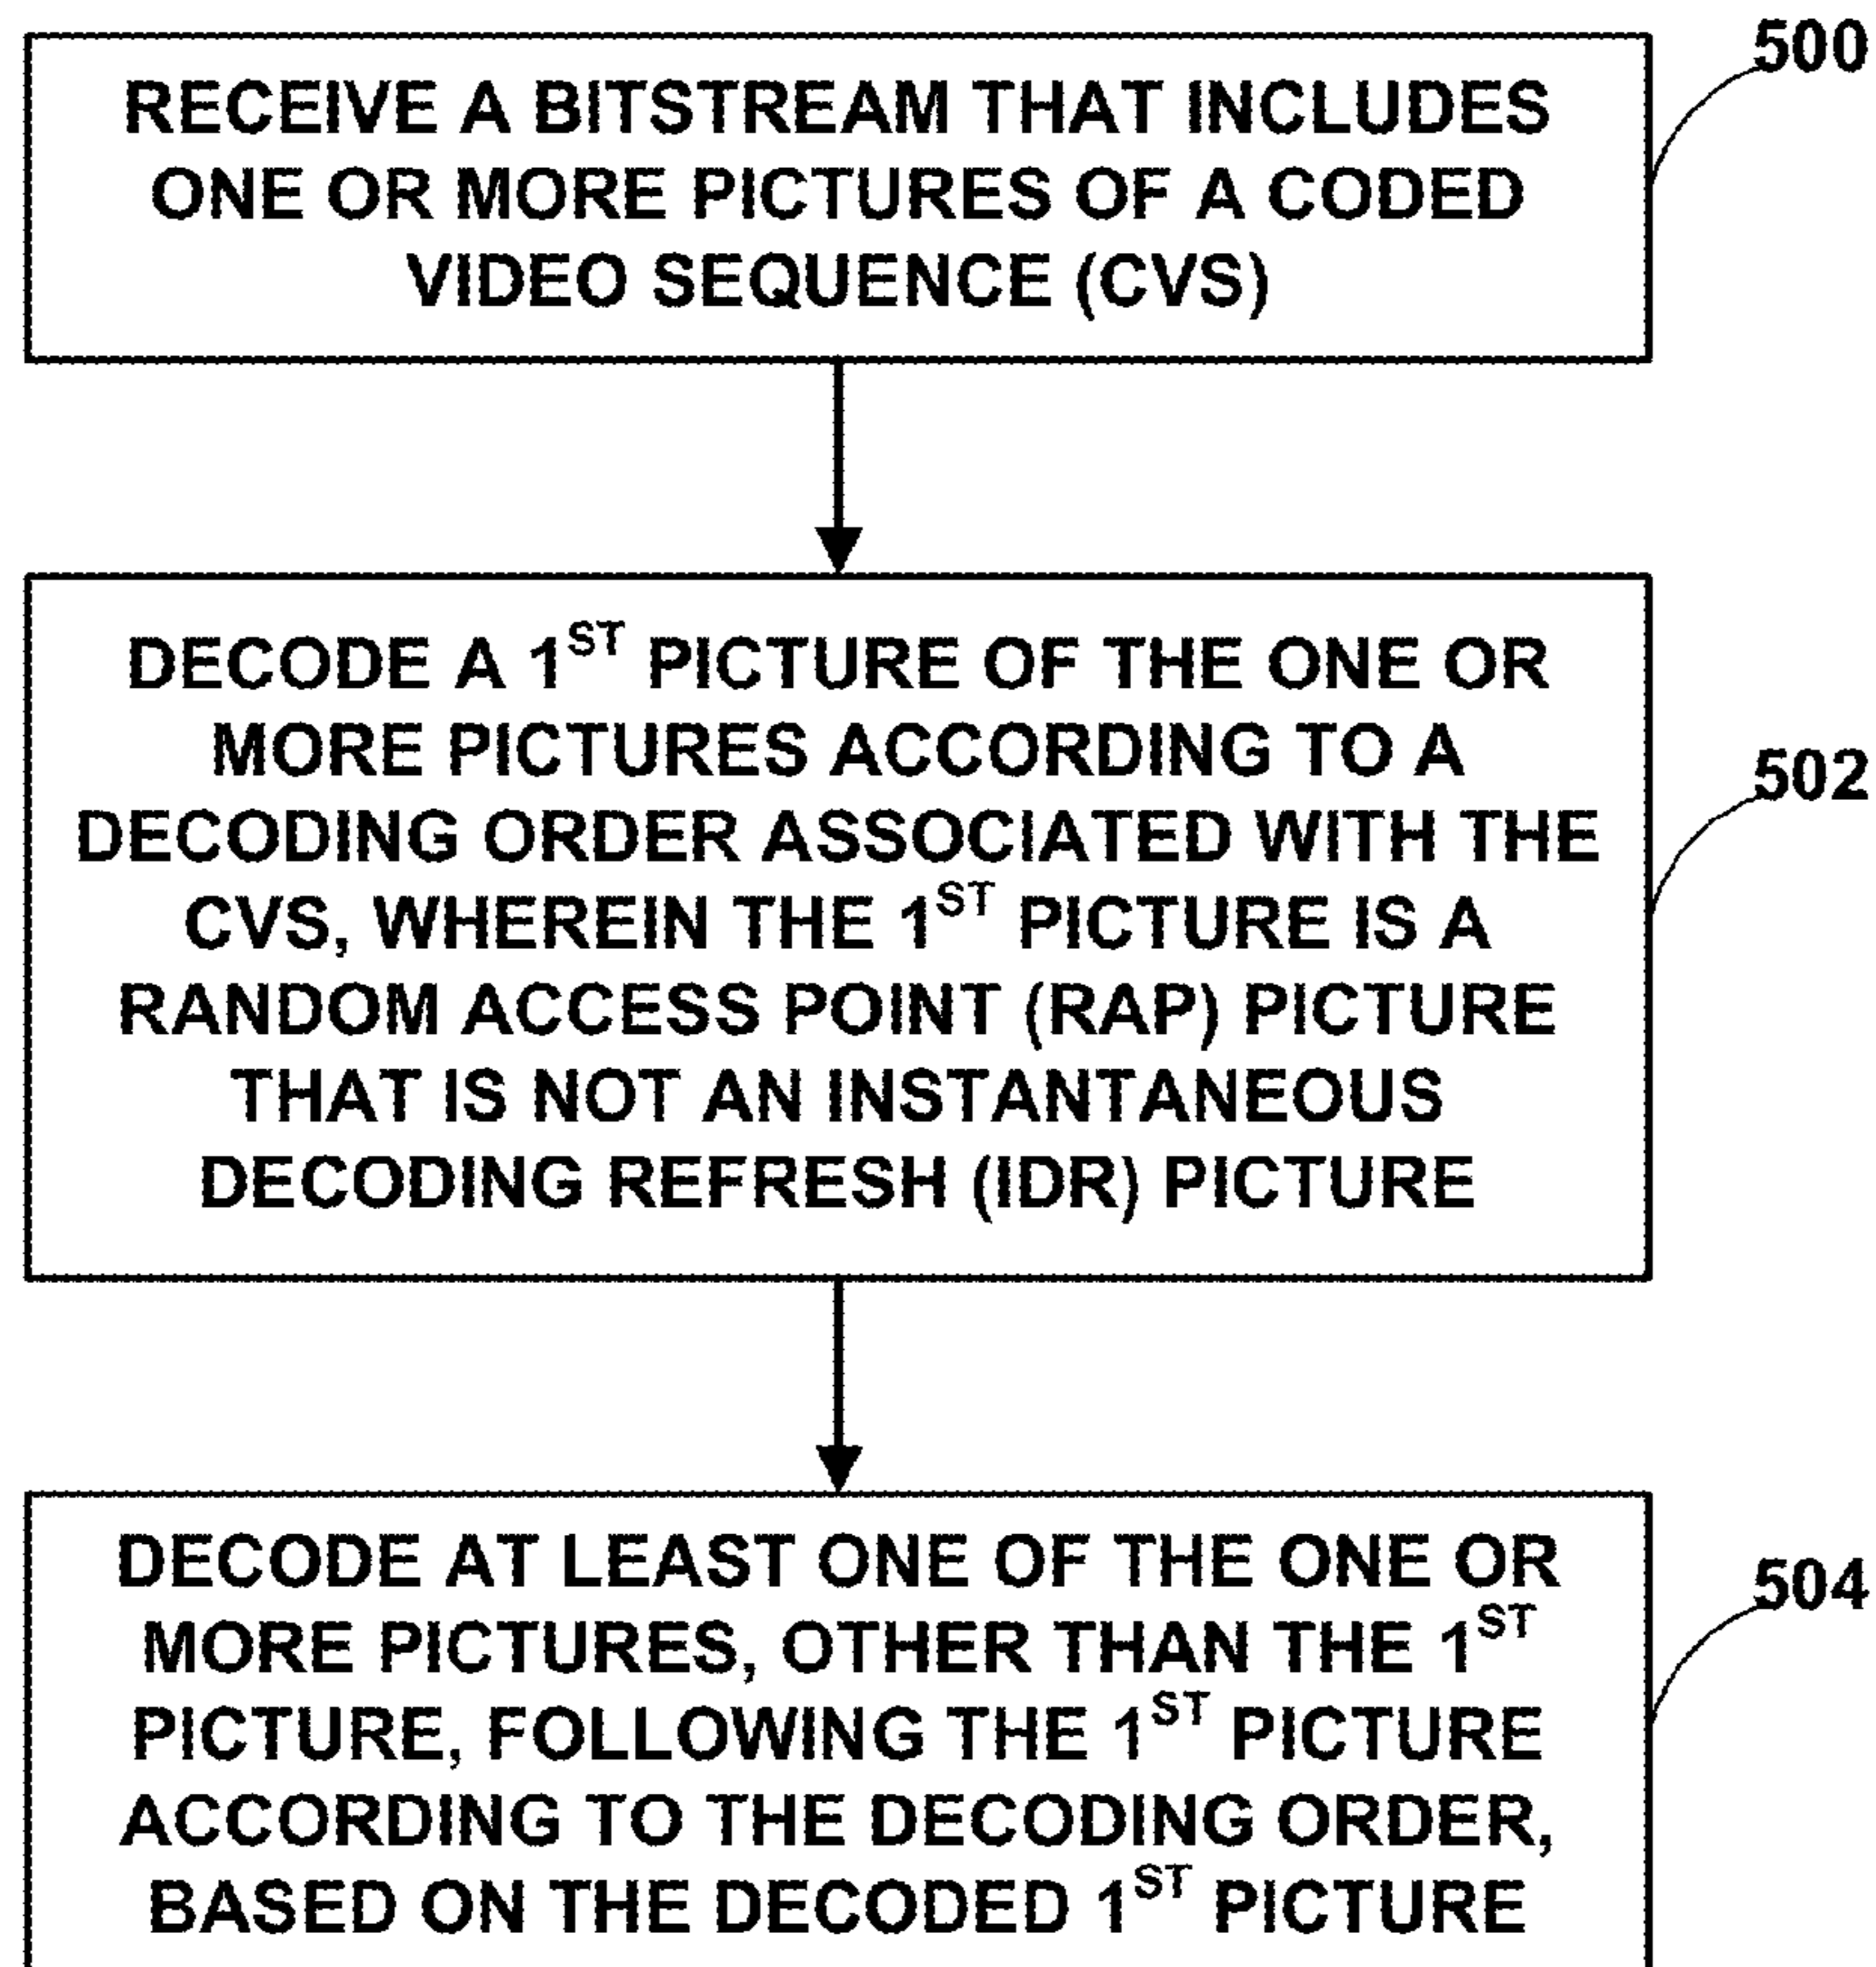 500
RECEIVE A BITSTREAM THAT INCLUDES
ONE OR MORE PICTURES OF A CODED
VIDEO SEQUENCE (CVS)
DECODE A 1ST PICTURE OF THE ONE OR
MORE PICTURES ACCORDING TO A
502
DECODING ORDER ASSOCIATED WITH THE
CVS, WHEREIN THE 1ST PICTURE IS A
RANDOM ACCESS POINT (RAP) PICTURE
THAT IS NOT AN INSTANTANEOUS
DECODING REFRESH (IDR) PICTURE
DECODE AT LEAST ONE OF THE ONE OR
504
MORE PICTURES, OTHER THAN THE 1ST
PICTURE, FOLLOWING THE 1ST PICTURE
ACCORDING TO THE DECODING ORDER,
BASED ON THE DECODED 1ST PICTURE